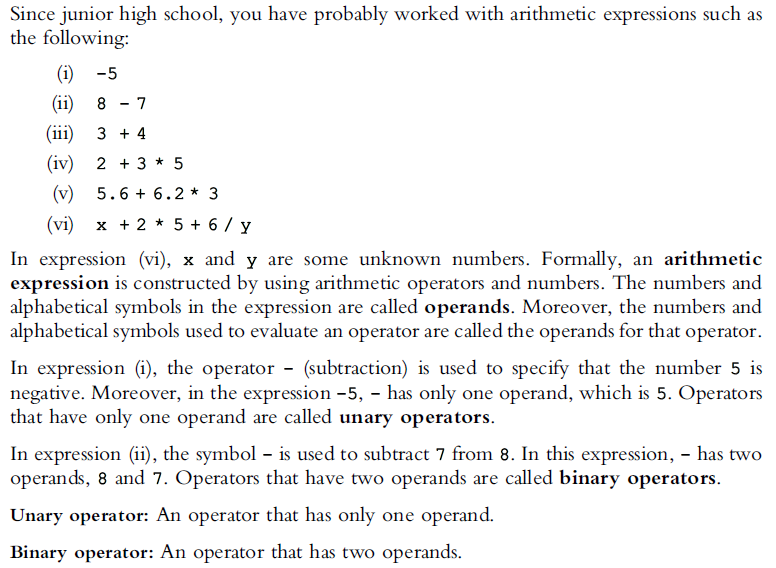 Since junior high school, you have probably worked with arithmetic expressions such as
the following:
(i) -5
(ii) 8 - 7
(iii) 3 + 4
(iv) 2 + 3 * 5
(v) 5.6 + 6.2 * 3
(vi) x + 2 * 5 + 6 / y
In expression (vi), x and y are some unknown numbers. Formally, an arithmetic
expression is constructed by using arithmetic operators and numbers. The numbers and
alphabetical symbols in the expression are called operands. Moreover, the numbers and
alphabetical symbols used to evaluate an operator are called the operands for that operator.
In expression (i), the operator - (subtraction) is used to specify that the number 5 is
negative. Moreover, in the expression -5, - has only one operand, which is 5. Operators
that have only one operand are called unary operators.
In expression (ii), the symbol - is used to subtract 7 from 8. In this expression, - has two
operands, 8 and 7. Operators that have two operands are called binary operators.
Unary operator: An operator that has only one operand.
Binary operator: An operator that has two operands.